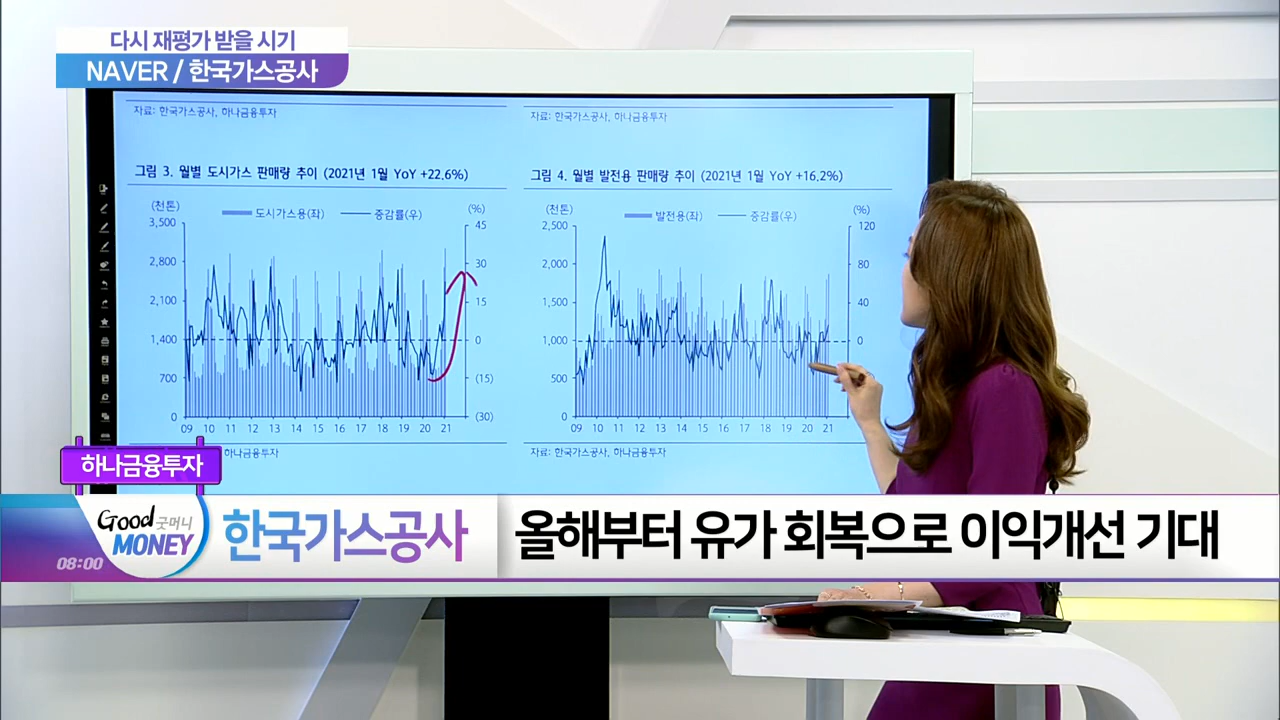 다시 재평가 받을 시기
NAVER / 한국가스공사
자료: 한국가스공사, 하나금융투자
자료: 한국가스공사, 하나금융투자
그림 3. 월별 도시가스 판매량 추이 (2021년 1월 YoY +22.6%)
그림 4. 월별 발전용 판매량 추이 (2021년 1월 YoY +16.2%)
(천톤) 도시가스용(좌) 증감률(우) (%)
3,500 45
2,800 30
2,100 15
1,400 0
700 (15)
0 (30)
09 10 11 12 13 14 15 16 17 18 19 20 21
(천톤) 발전용(좌) 증감률(우) (%)
2,500 120
2,000 80
1,500 40
1,000 0
500
0
09 10 11 12 13 14 15 16 17 18 19 20 21
하나금융투자
자료: 한국가스공사, 하나금융투자
하나금융투자
Good 굿머니
MONEY
08:00
한국가스공사
올해부터 유가 회복으로 이익개선 기대